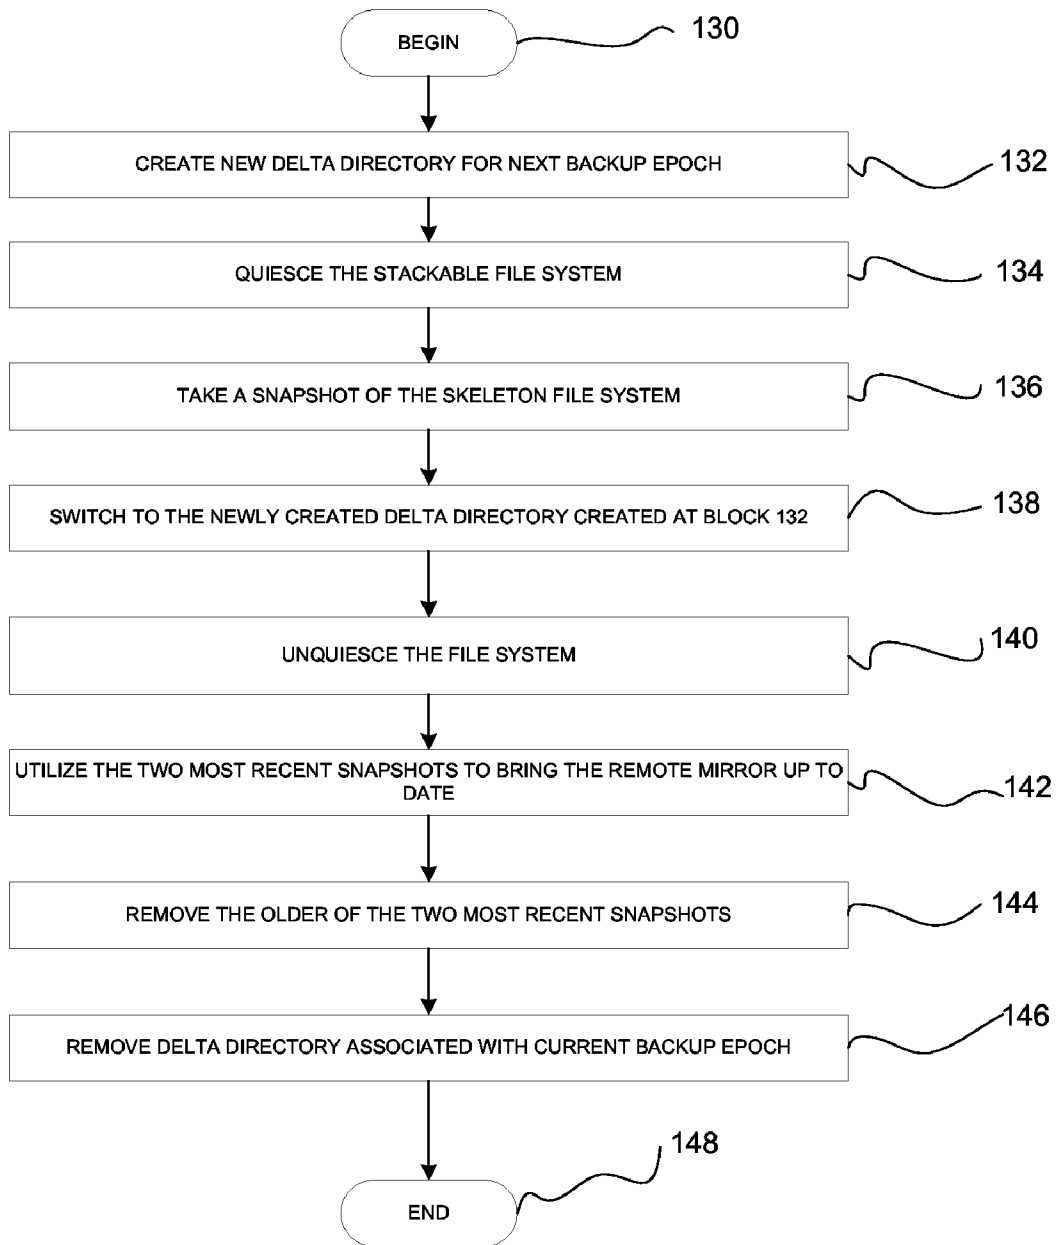 BEGIN
130
CREATE NEW DELTA DIRECTORY FOR NEXT BACKUP EPOCH
132
QUIESCE THE STACKABLE FILE SYSTEM
134
TAKE A SNAPSHOT OF THE SKELETON FILE SYSTEM
136
SWITCH TO THE NEWLY CREATED DELTA DIRECTORY CREATED AT BLOCK 132
138
UNQUIESCE THE FILE SYSTEM
140
UTILIZE THE TWO MOST RECENT SNAPSHOTS TO BRING THE REMOTE MIRROR UP TO
DATE
142
REMOVE THE OLDER OF THE TWO MOST RECENT SNAPSHOTS
144
REMOVE DELTA DIRECTORY ASSOCIATED WITH CURRENT BACKUP EPOCH
146
148
END